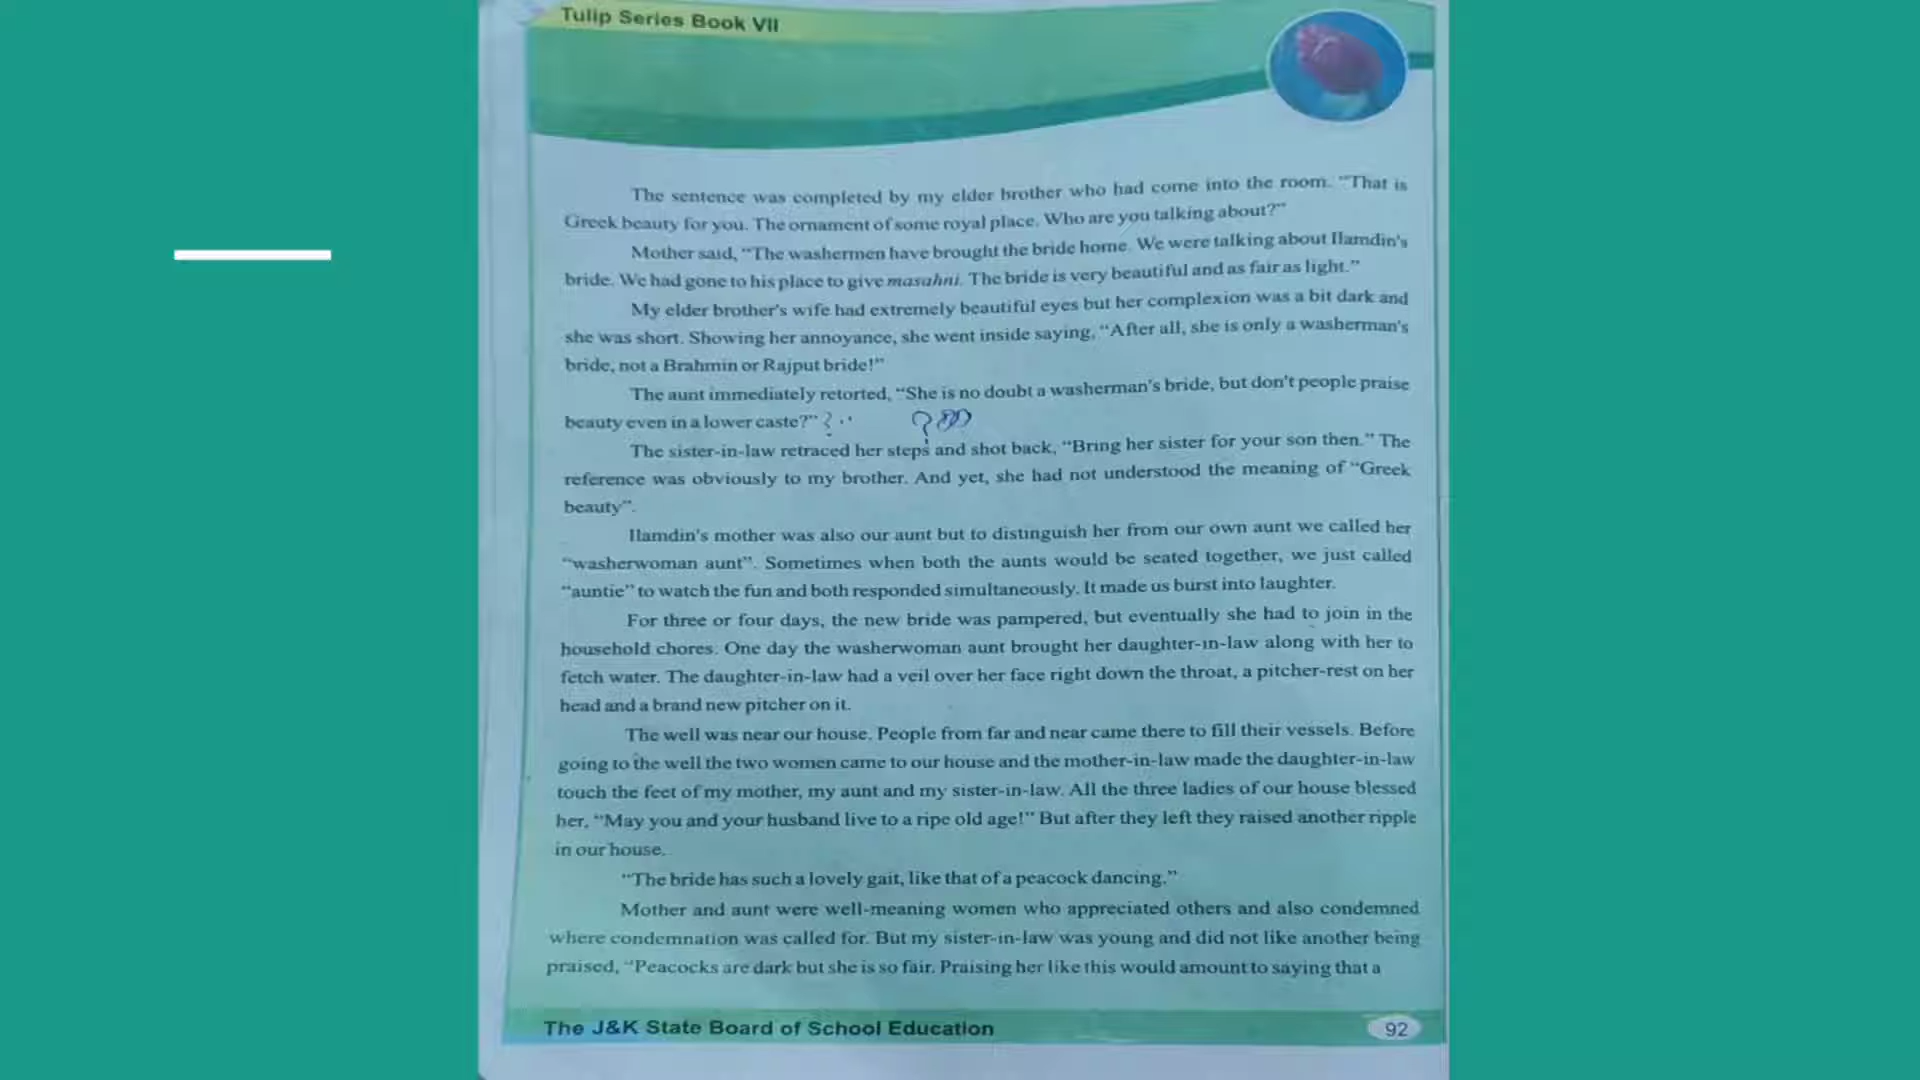 Tulip Series Book VII
The sentence was completed by my elder brother who had come into the room. "That is
Greek beauty for you. The ornament of some royal place. Who are you talking about?"
Mother said, "The washermen have brought the bride home. We were talking about Ilamdin's
bride. We had gone to his place to give masahni. The bride is very beautiful and as fair as light."
My elder brother's wife had extremely beautiful eyes but her complexion was a bit dark and
she was short. Showing her annoyance, she went inside saying, "After all, she is only a washerman's
bride, not a Brahmin or Rajput bride!"
The aunt immediately retorted, "She is no doubt a washerman's bride, but don't people praise
beauty even in a lower caste?"
The sister-in-law retraced her steps and shot back, "Bring her sister for your son then." The
reference was obviously to my brother. And yet, she had not understood the meaning of "Greek
beauty".
Ilamdin's mother was also our aunt but to distinguish her from our own aunt we called her
"washerwoman aunt". Sometimes when both the aunts would be seated together, we just called
"auntie" to watch the fun and both responded simultaneously. It made us burst into laughter.
For three or four days, the new bride was pampered, but eventually she had to join in the
household chores. One day the washerwoman aunt brought her daughter-in-law along with her to
fetch water. The daughter-in-law had a veil over her face right down the throat, a pitcher-rest on her
head and a brand new pitcher on it.
The well was near our house. People from far and near came there to fill their vessels. Before
going to the well the two women came to our house and the mother-in-law made the daughter-in-law
touch the feet of my mother, my aunt and my sister-in-law. All the three ladies of our house blessed
her, "May you and your husband live to a ripe old age!" But after they left they raised another ripple
in our house.
"The bride has such a lovely gait, like that of a peacock dancing."
Mother and aunt were well-meaning women who appreciated others and also condemned
where condemnation was called for. But my sister-in-law was young and did not like another being
praised, "Peacocks are dark but she is so fair. Praising her like this would amount to saying that a
The J&K State Board of School Education
92